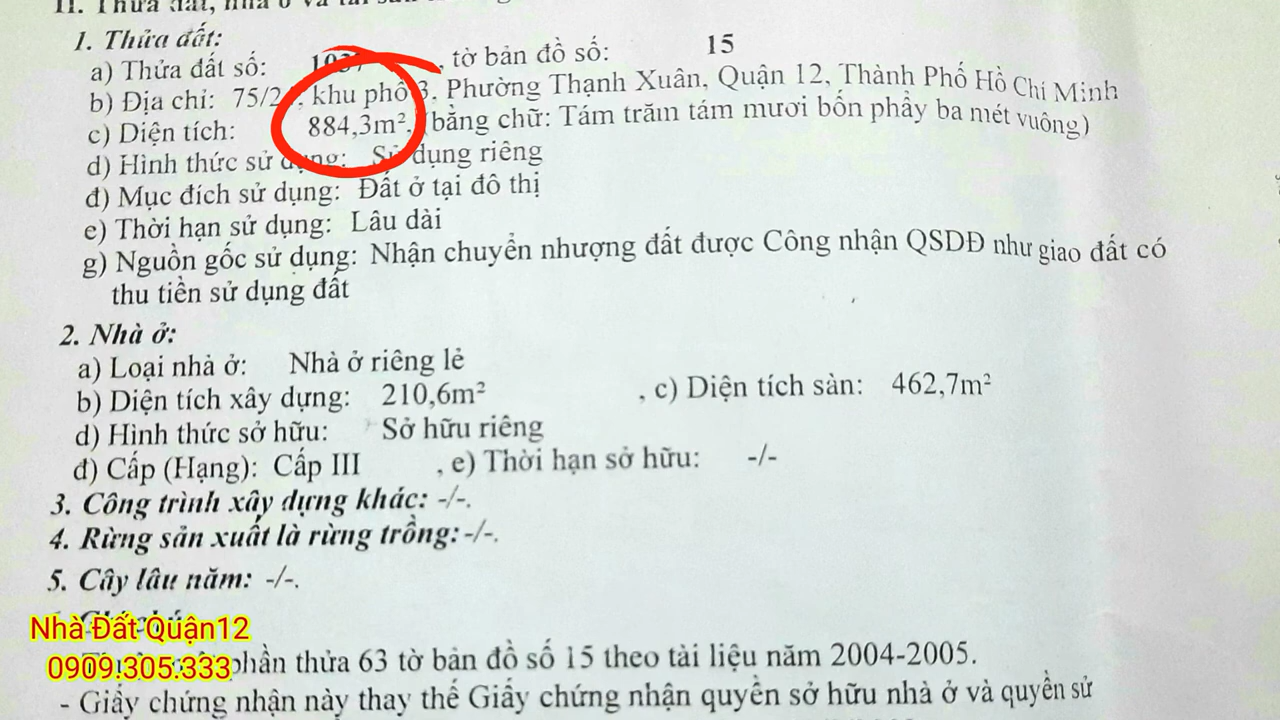 II. Thửa đất, nhà ở và tài sản
1. Thửa đất:
a) Thửa đất số: , tờ bản đồ số: 15
b) Địa chỉ: 75/2 , khu phố 3, Phường Thạnh Xuân, Quận 12, Thành Phố Hồ Chí Minh
c) Diện tích: 884,3m². (bằng chữ: Tám trăm tám mươi bốn phẩy ba mét vuông)
d) Hình thức sử dụng: Sử dụng riêng
đ) Mục đích sử dụng: Đất ở tại đô thị
e) Thời hạn sử dụng: Lâu dài
g) Nguồn gốc sử dụng: Nhận chuyển nhượng đất được Công nhận QSDĐ như giao đất có
thu tiền sử dụng đất
2. Nhà ở:
a) Loại nhà ở: Nhà ở riêng lẻ
b) Diện tích xây dựng: 210,6m² , c) Diện tích sàn: 462,7m²
d) Hình thức sở hữu: Sở hữu riêng
đ) Cấp (Hạng): Cấp III , e) Thời hạn sở hữu: -/-
3. Công trình xây dựng khác: -/-.
4. Rừng sản xuất là rừng trồng: -/-.
5. Cây lâu năm: -/-.
Nhà Đất Quận12
0909.305.333
phần thửa 63 tờ bản đồ số 15 theo tài liệu năm 2004-2005.
- Giấy chứng nhận này thay thế Giấy chứng nhận quyền sở hữu nhà ở và quyền sử